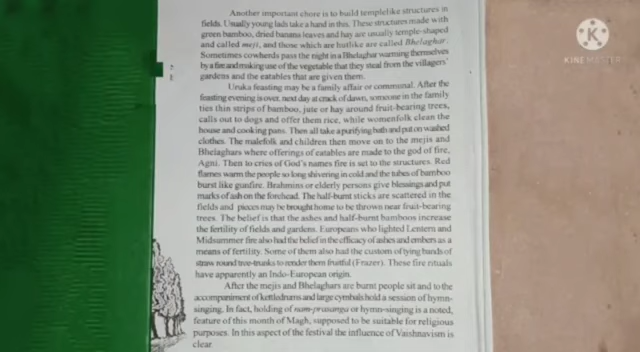 Another important chore is to build templelike structures in
fields. Usually young lads take a hand in this. These structures made with
green bamboo, dried banana leaves and hay are usually temple-shaped
and called meji, and those which are hutlike are called Bhelaghar.
Sometimes cowherds pass the night in a Bhelaghar warming themselves
by a fire and making use of the vegetable that they steal from the villagers'
gardens and the eatables that are given them.
Uruka feasting may be a family affair or communal. After the
feasting evening is over, next day at crack of dawn, someone in the family
ties thin strips of bamboo, jute or hay around fruit-bearing trees,
calls out to dogs and offer them rice, while womenfolk clean the
house and cooking pans. Then all take a purifying bath and put on washed
clothes. The malefolk and children then move on to the mejis and
Bhelaghars where offerings of eatables are made to the god of fire,
Agni. Then to cries of God's names fire is set to the structures. Red
flames warm the people so long shivering in cold and the tubes of bamboo
burst like gunfire. Brahmins or elderly persons give blessings and put
marks of ash on the forehead. The half-burnt sticks are scattered in the
fields and pieces may be brought home to be thrown near fruit-bearing
trees. The belief is that the ashes and half-burnt bamboos increase
the fertility of fields and gardens. Europeans who lighted Lentern and
Midsummer fire also had the belief in the efficacy of ashes and embers as a
means of fertility. Some of them also had the custom of tying bands of
straw round tree-trunks to render them fruitful (Frazer). These fire rituals
have apparently an Indo-European origin.
After the mejis and Bhelaghars are burnt people sit and to the
accompaniment of kettledrums and large cymbals hold a session of hymn-
singing. In fact, holding of nam-prasanga or hymn-singing is a noted,
feature of this month of Magh, supposed to be suitable for religious
purposes. In this aspect of the festival the influence of Vaishnavism is
clear.
KINEMASTER